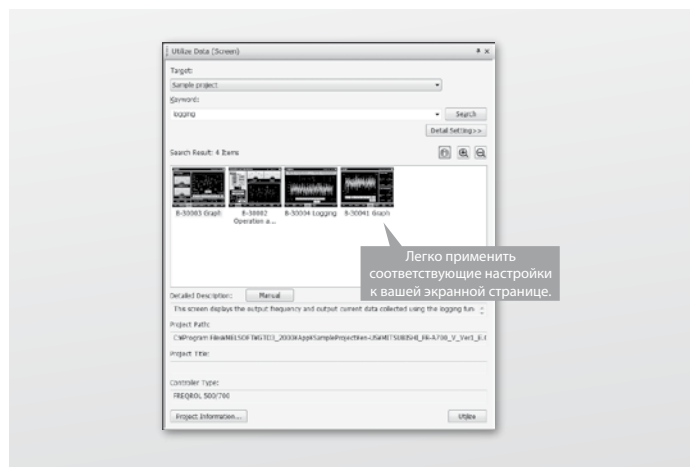 Utilize Data (Screen)
Target:
Sample project
Keyword:
logging
Search
Detail Setting>>
Search Result: 4 Items
B-30003 Graph
B-30002
Operation a...
B-30004 Logging
B-30041 Graph
Легко применить
соответствующие настройки
к вашей экранной странице.
Detailed Description:
Manual
This screen displays the output frequency and output current data collected using the logging fun
Project Path:
Project Title:
Controller Type:
FREQROL 500/700
Project Information...
Utilize